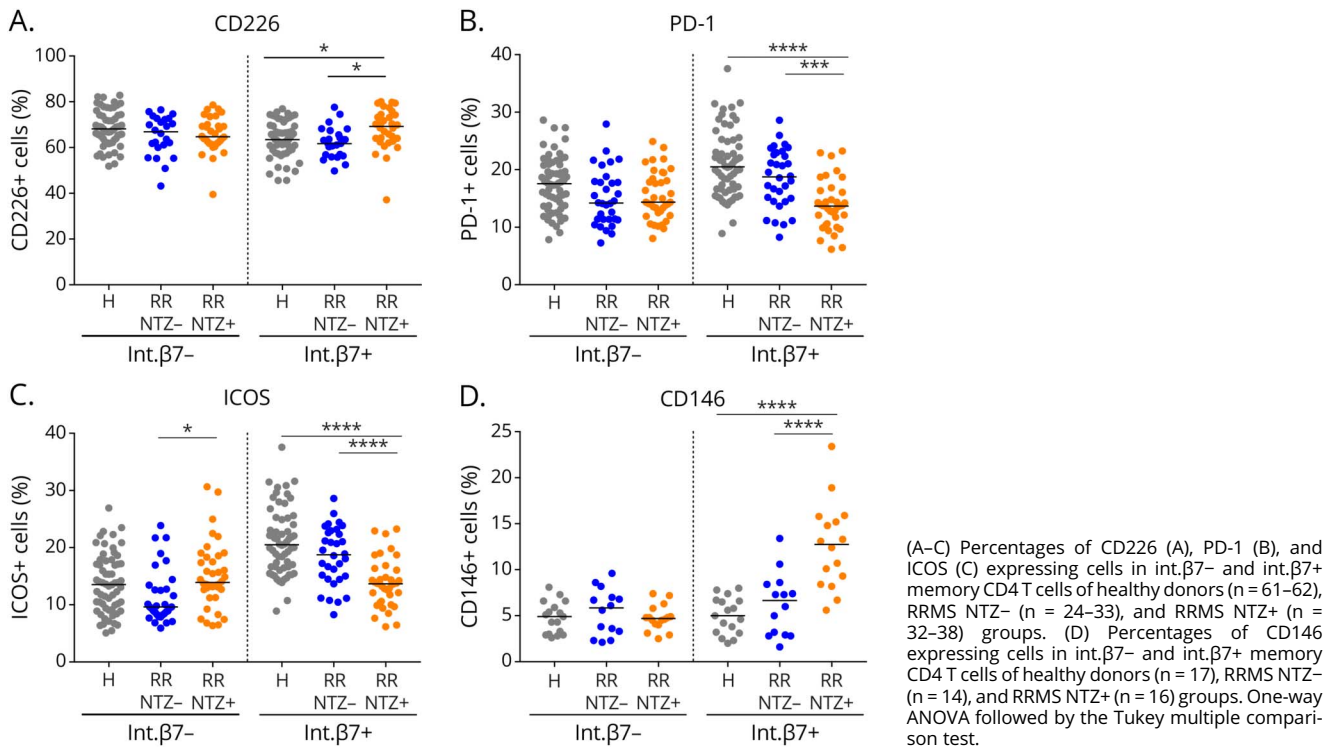 A.
CD226
CD226+ cells (%)
100
80
60
40
20
0
*
*
H RR RR H RR RR
NTZ− NTZ+ NTZ− NTZ+
Int.β7− Int.β7+
B.
PD-1
PD-1+ cells (%)
40
30
20
10
0
****
***
H RR RR H RR RR
NTZ− NTZ+ NTZ− NTZ+
Int.β7− Int.β7+
C.
ICOS
ICOS+ cells (%)
40
30
20
10
0
*
****
****
H RR RR H RR RR
NTZ− NTZ+ NTZ− NTZ+
Int.β7− Int.β7+
D.
CD146
CD146+ cells (%)
25
20
15
10
5
0
****
****
H RR RR H RR RR
NTZ− NTZ+ NTZ− NTZ+
Int.β7− Int.β7+
(A–C) Percentages of CD226 (A), PD-1 (B), and
ICOS (C) expressing cells in int.β7− and int.β7+
memory CD4 T cells of healthy donors (n = 61–62),
RRMS NTZ− (n = 24–33), and RRMS NTZ+ (n =
32–38) groups. (D) Percentages of CD146
expressing cells in int.β7− and int.β7+ memory
CD4 T cells of healthy donors (n = 17), RRMS NTZ−
(n = 14), and RRMS NTZ+ (n = 16) groups. One-way
ANOVA followed by the Tukey multiple compari-
son test.